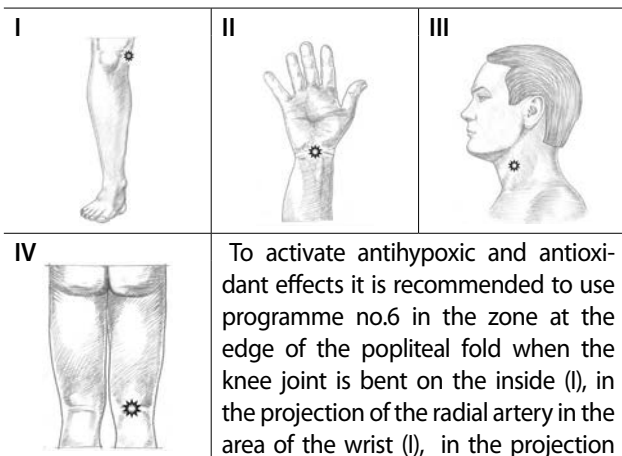 I
II
III
IV
To activate antihypoxic and antioxi-
dant effects it is recommended to use
programme no.6 in the zone at the
edge of the popliteal fold when the
knee joint is bent on the inside (I), in
the projection of the radial artery in the
area of the wrist (I),  in the projection